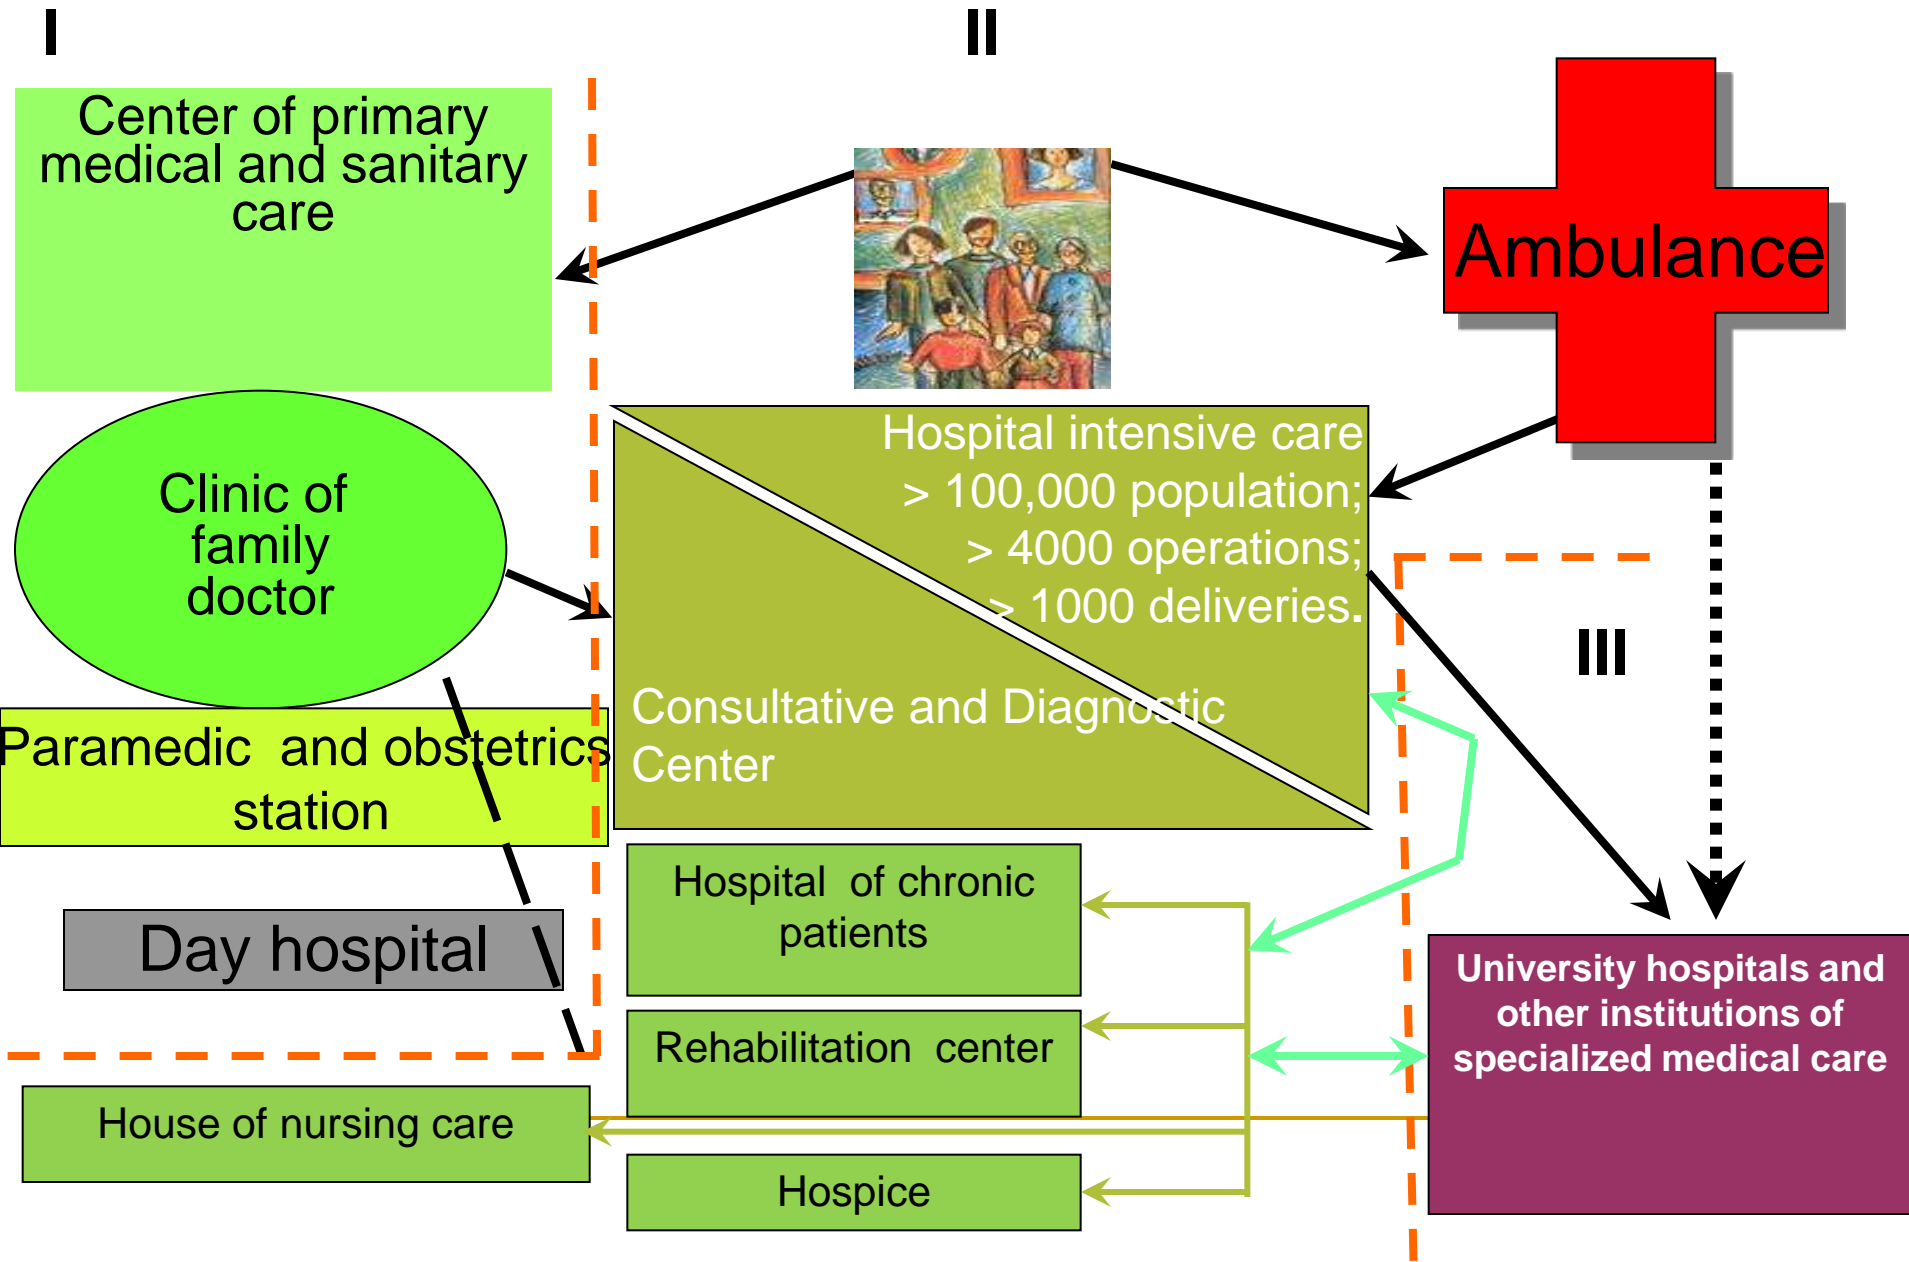 I
II
Center of primary
medical and sanitary
care
Ambulance
Clinic of
family
doctor
Hospital intensive care
> 100,000 population;
> 4000 operations;
> 1000 deliveries.
III
Consultative and Diagnostic
Center
Paramedic and obstetrics
station
Day hospital
Hospital of chronic
patients
University hospitals and
other institutions of
specialized medical care
Rehabilitation center
House of nursing care
Hospice